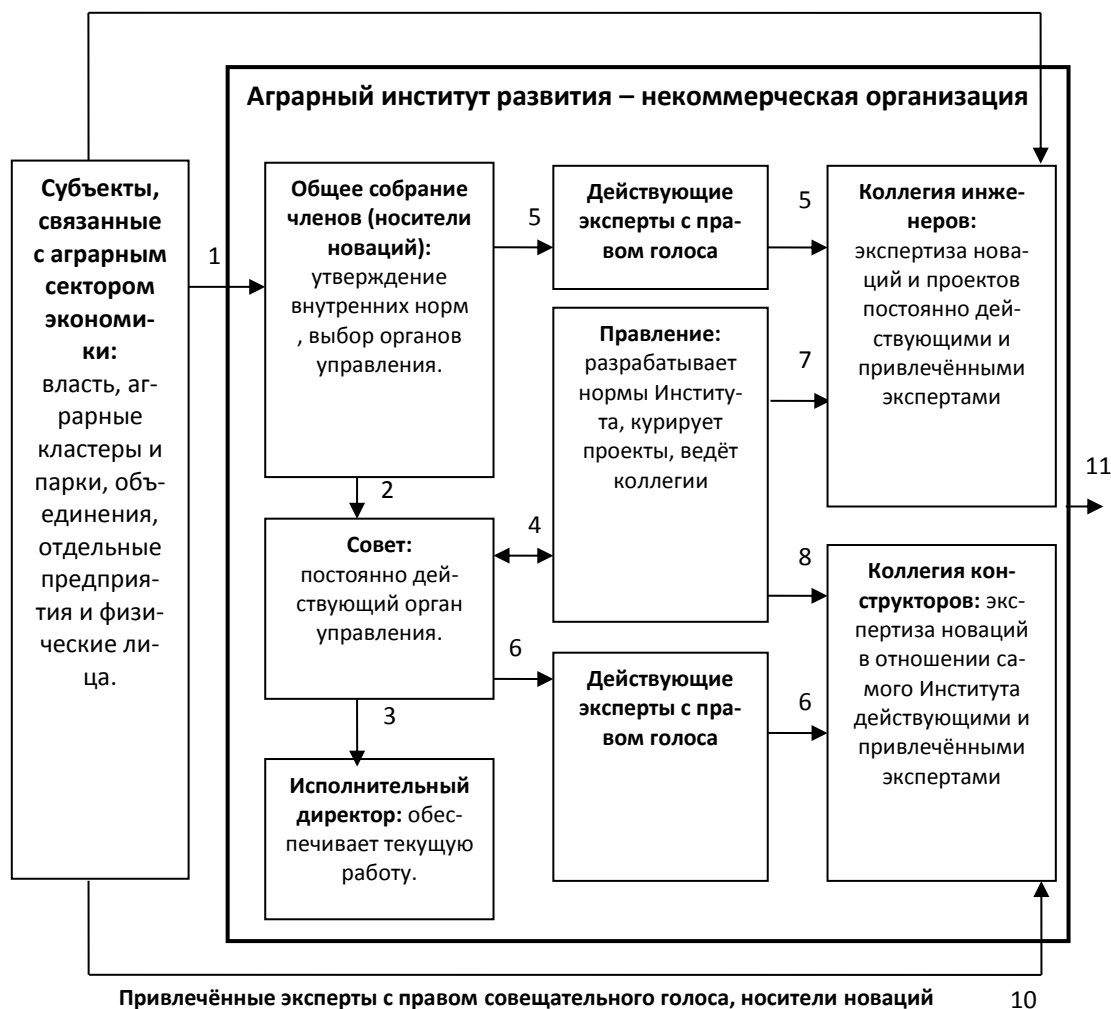 Аграрный институт развития – некоммерческая организация
Субъекты,
связанные
с аграрным
сектором
экономи-
ки:
власть, аг-
рарные
кластеры и
парки, объ-
единения,
отдельные
предприя-
тия и физи-
ческие ли-
ца.
1
Общее собрание
членов (носители
новаций):
утверждение
внутренних норм
, выбор органов
управления.
2
Совет:
постоянно дей-
ствующий орган
управления.
3
Исполнительный
директор: обес-
печивает текущую
работу.
5
Действующие
эксперты с пра-
вом голоса
4
Правление:
разрабатывает
нормы Институ-
та, курирует
проекты, ведёт
коллегии
6
Действующие
эксперты с пра-
вом голоса
5
7
Коллегия инже-
неров:
экспертиза нова-
ций и проектов
постоянно дей-
ствующими и
привлечёнными
экспертами
8
6
Коллегия кон-
структоров: экс-
пертиза новаций
в отношении са-
мого Института
действующими и
привлечёнными
экспертами
11
Привлечённые эксперты с правом совещательного голоса, носители новаций
10